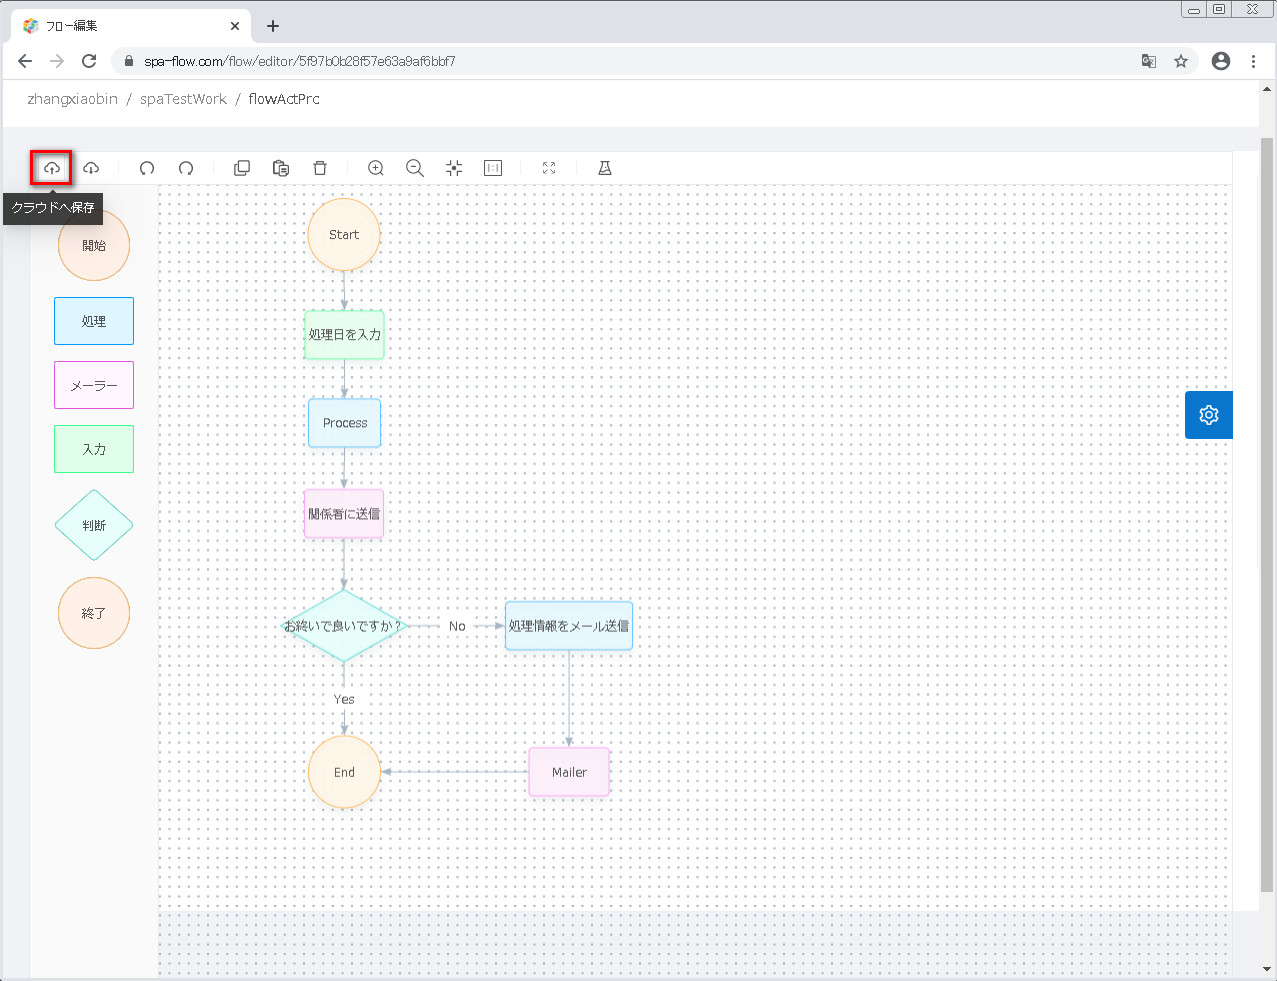 フロー編集
spa-flow.com/flow/editor/5f97b0b28f57e63a9af6bbf7
zhangxiaobin / spaTestWork / flowActPro
クラウドへ保存
開始
処理
メーラー
入力
判断
終了
Start
処理日を入力
Process
関係者に送信
お終いで良いですか？
No
処理情報をメール送信
Yes
End
Mailer